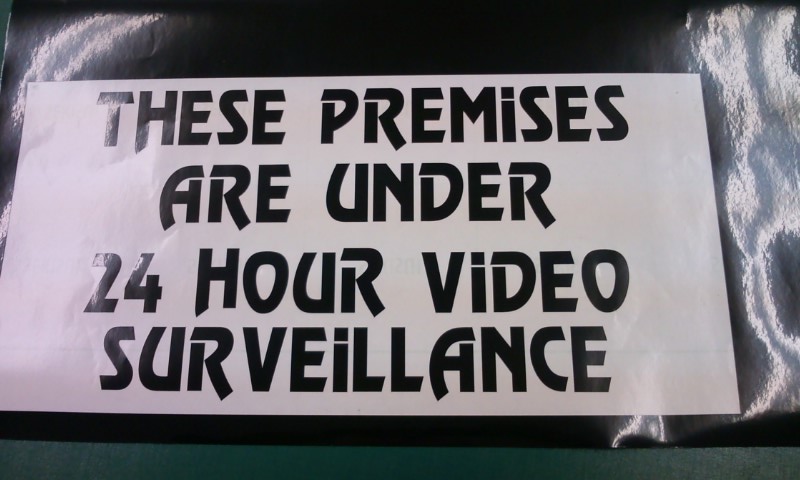 THESE PREMiSES
ARE UNDER
24 HOUR ViDEO
SURVEiLLANCE